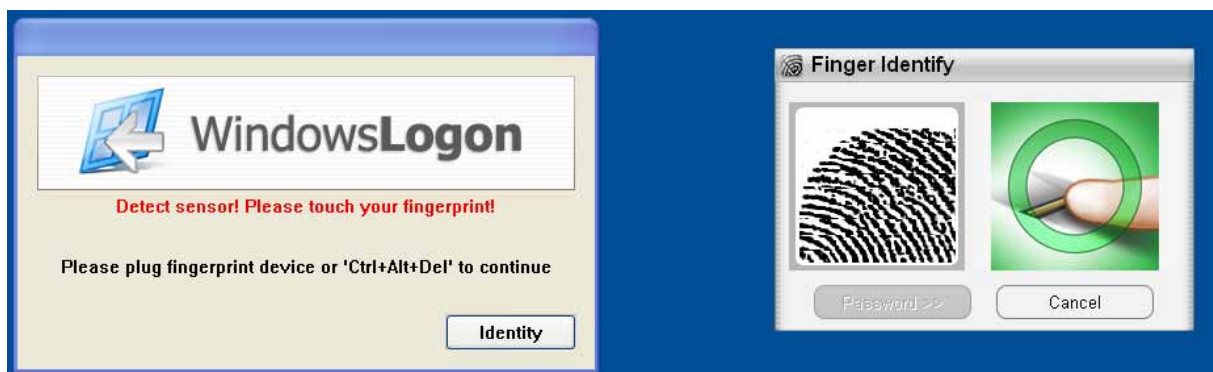 WindowsLogon
Detect sensor! Please touch your fingerprint!
Please plug fingerprint device or 'Ctrl+Alt+Del' to continue
Identity
Finger Identify
Password >>
Cancel